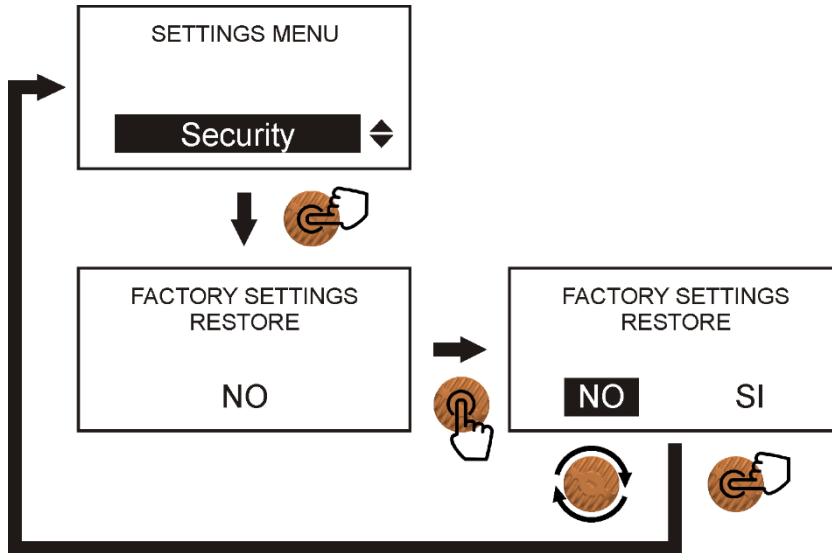 SETTINGS MENU
Security
FACTORY SETTINGS
RESTORE
NO
FACTORY SETTINGS
RESTORE
NO SI